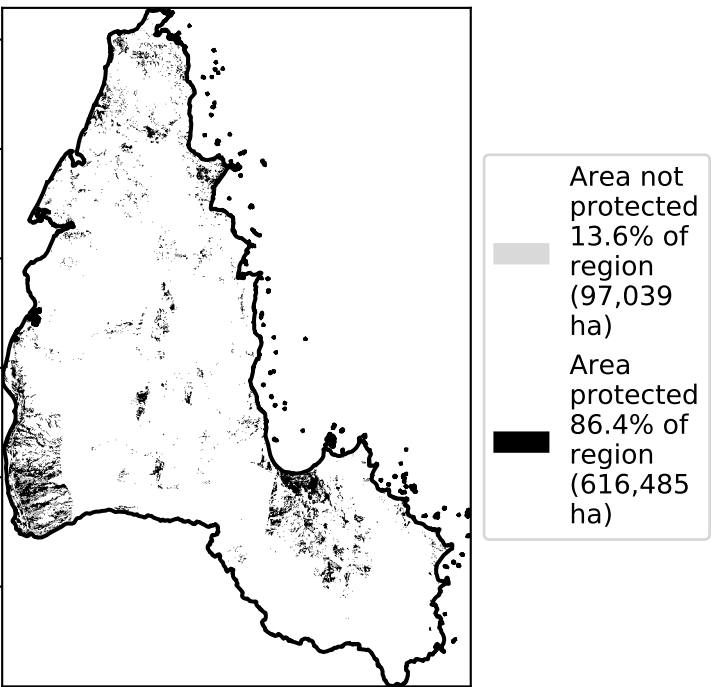 Area not
protected
13.6% of
region
(97,039
ha)
Area
protected
86.4% of
region
(616,485
ha)